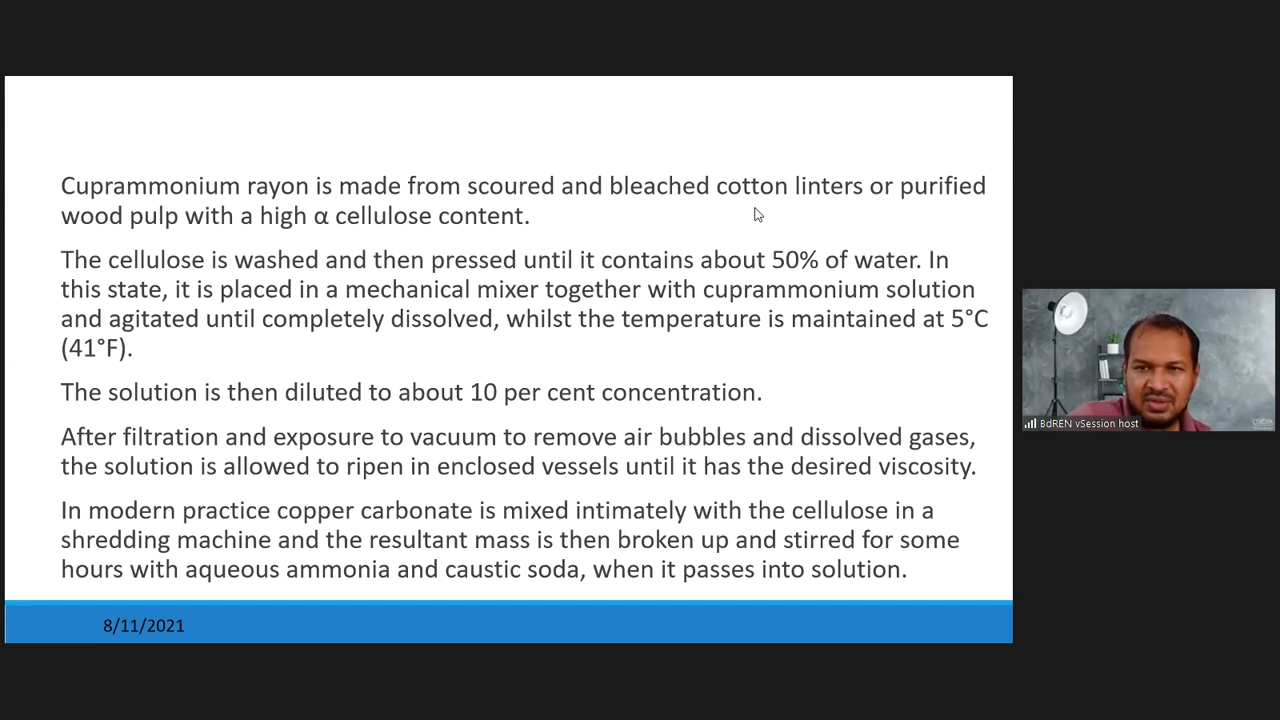 Cuprammonium rayon is made from scoured and bleached cotton linters or purified
wood pulp with a high α cellulose content.
The cellulose is washed and then pressed until it contains about 50% of water. In
this state, it is placed in a mechanical mixer together with cuprammonium solution
and agitated until completely dissolved, whilst the temperature is maintained at 5°C
(41°F).
The solution is then diluted to about 10 per cent concentration.
After filtration and exposure to vacuum to remove air bubbles and dissolved gases,
the solution is allowed to ripen in enclosed vessels until it has the desired viscosity.
In modern practice copper carbonate is mixed intimately with the cellulose in a
shredding machine and the resultant mass is then broken up and stirred for some
hours with aqueous ammonia and caustic soda, when it passes into solution.
8/11/2021
BdREN vSession host